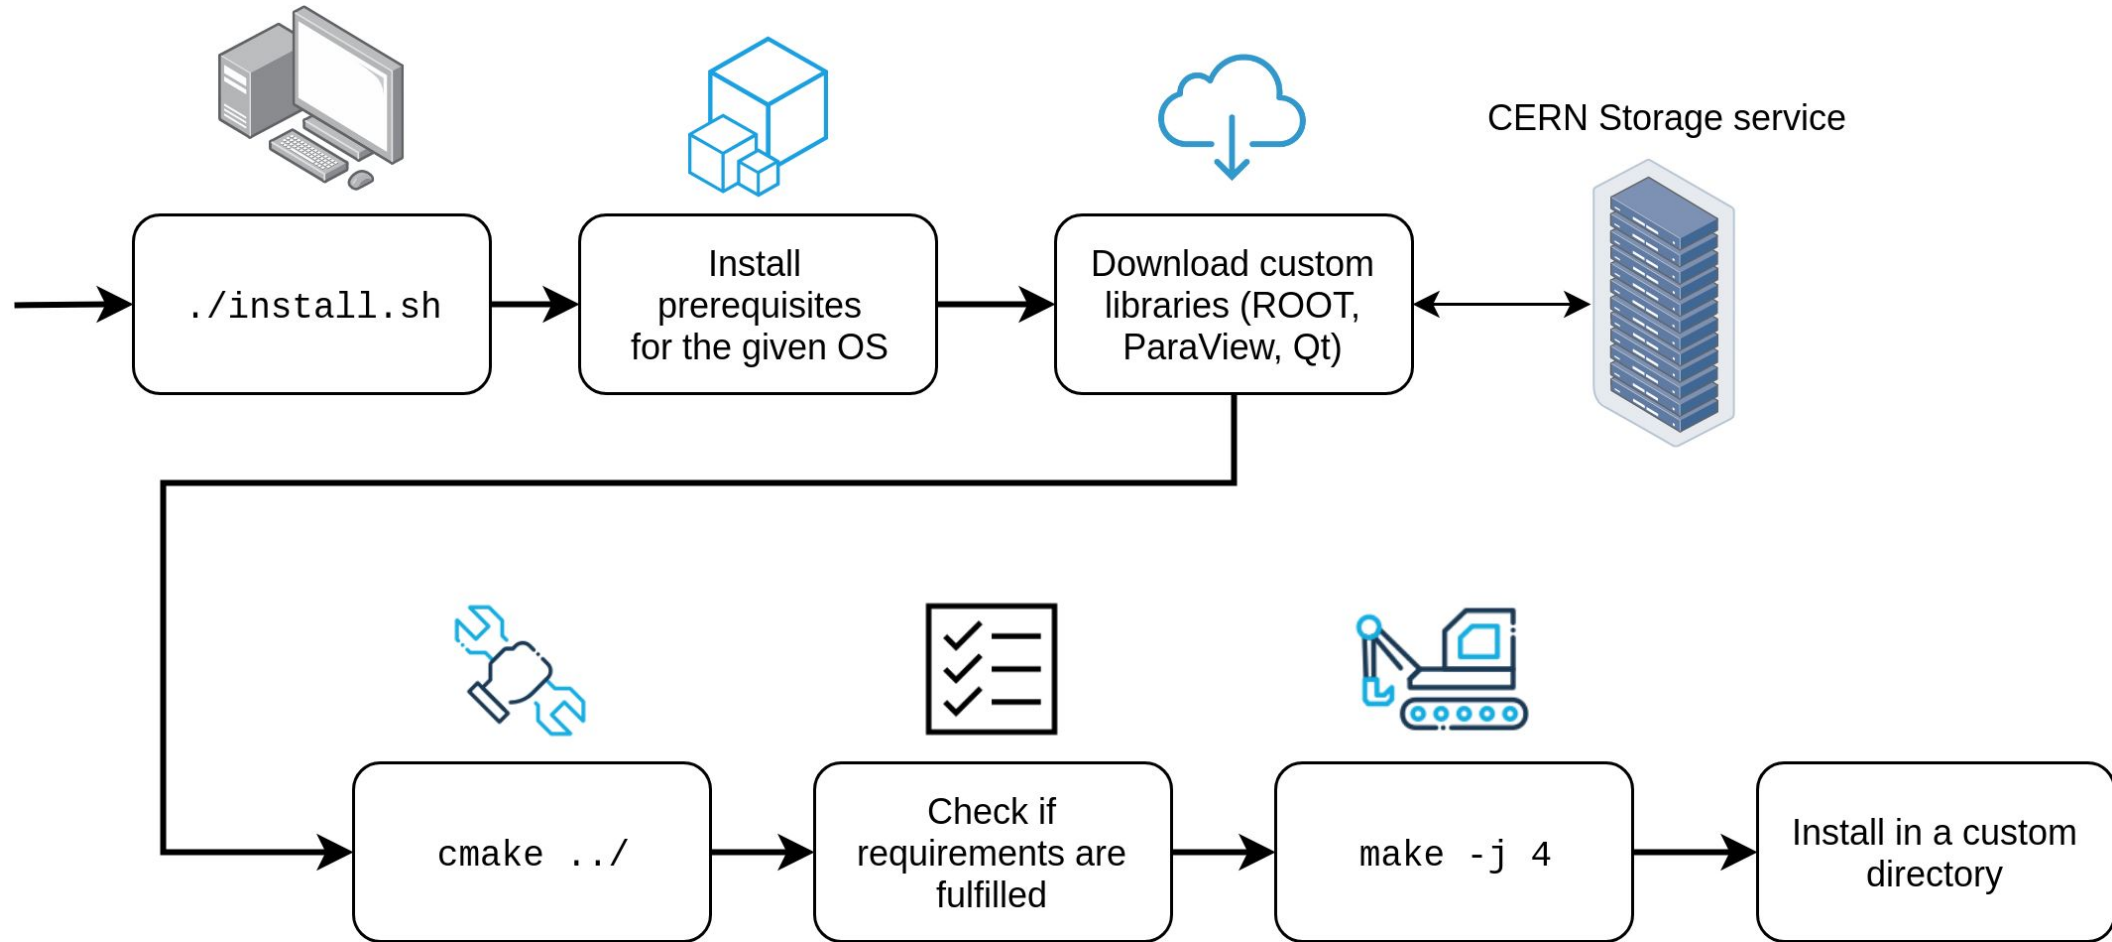 CERN Storage service
./install.sh
Install
prerequisites
for the given OS
Download custom
libraries (ROOT,
ParaView, Qt)
cmake ../
Check if
requirements are
fulfilled
make -j 4
Install in a custom
directory